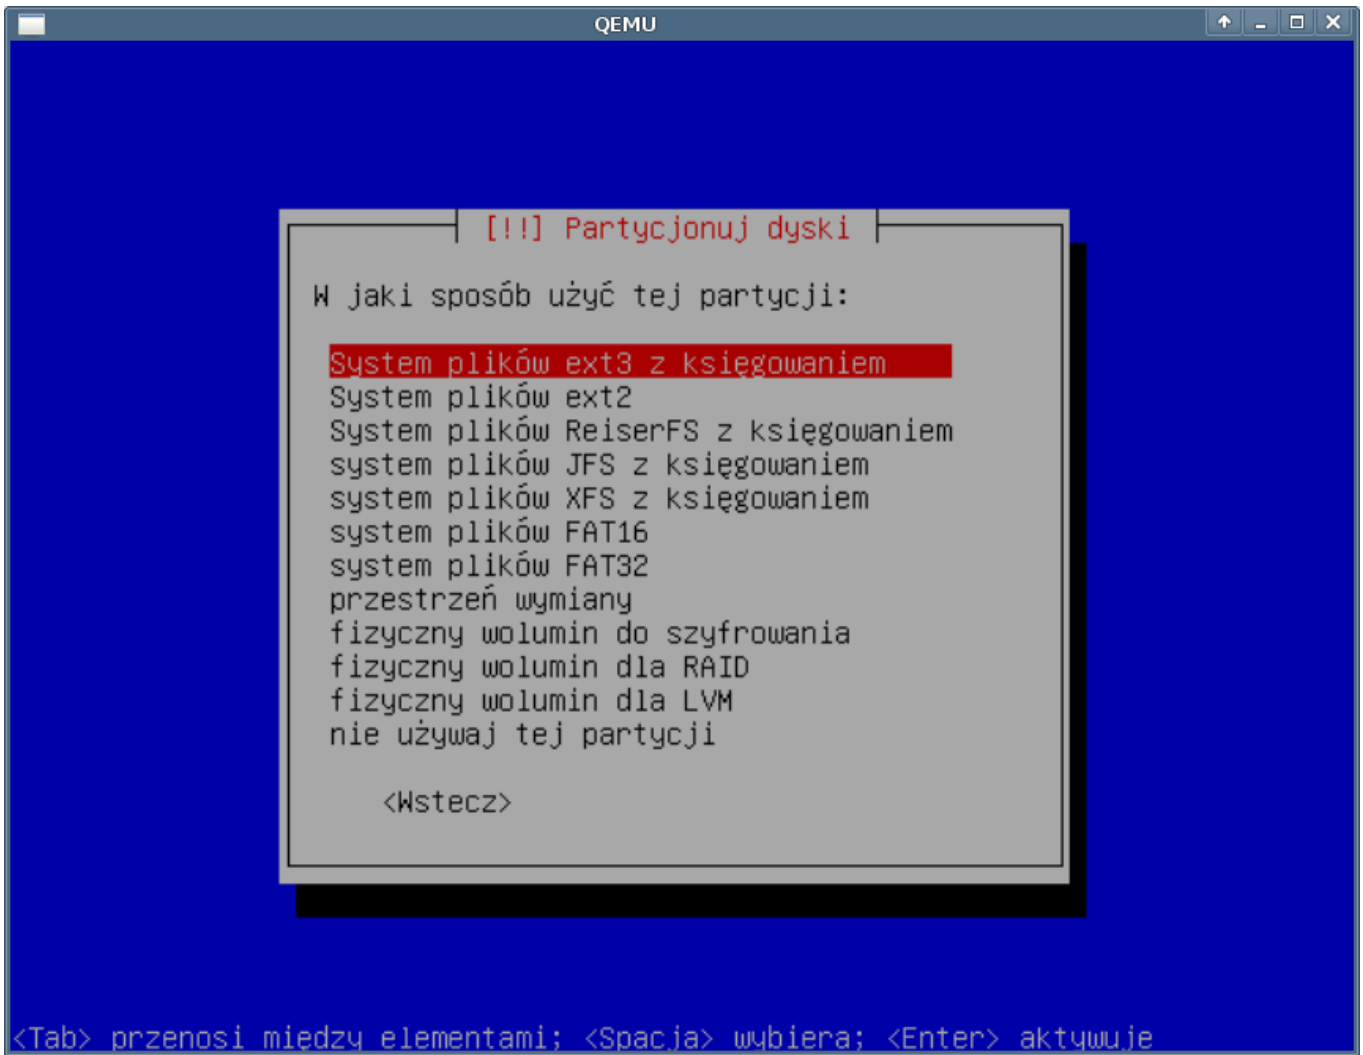 QEMU
[!!] Partycjonuj dyski
W jaki sposób użyć tej partycji:
System plików ext3 z księgowaniem
System plików ext2
System plików ReiserFS z księgowaniem
system plików JFS z księgowaniem
system plików XFS z księgowaniem
system plików FAT16
system plików FAT32
przestrzeń wymiany
fizyczny wolumin do szyfrowania
fizyczny wolumin dla RAID
fizyczny wolumin dla LVM
nie używaj tej partycji
<Wstecz>
<Tab> przenosi między elementami; <Spacja> wybiera; <Enter> aktywuje